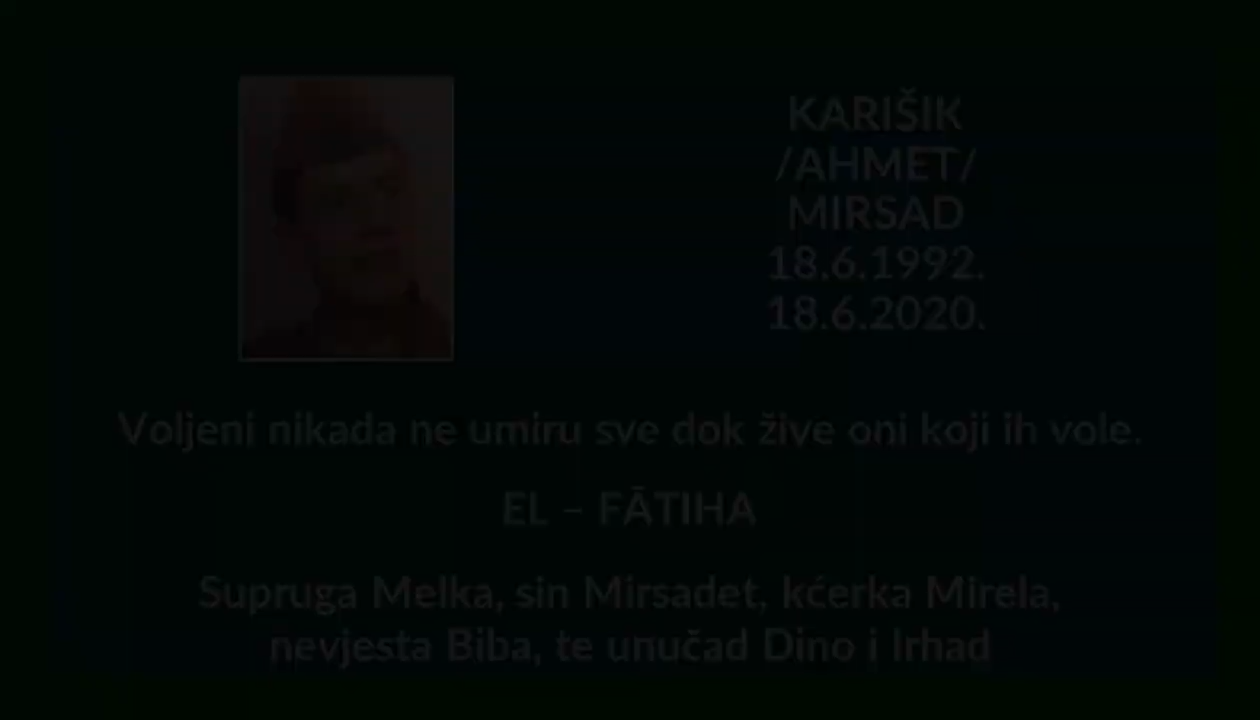 KARIŠIK
/AHMET/
MIRSAD
18.6.1992.
18.6.2020.
Voljeni nikada ne umiru sve dok žive oni koji ih vole.
EL – FĀTIHA
Supruga Melka, sin Mirsadet, kćerka Mirela,
nevjesta Biba, te unučad Dino i Irhad